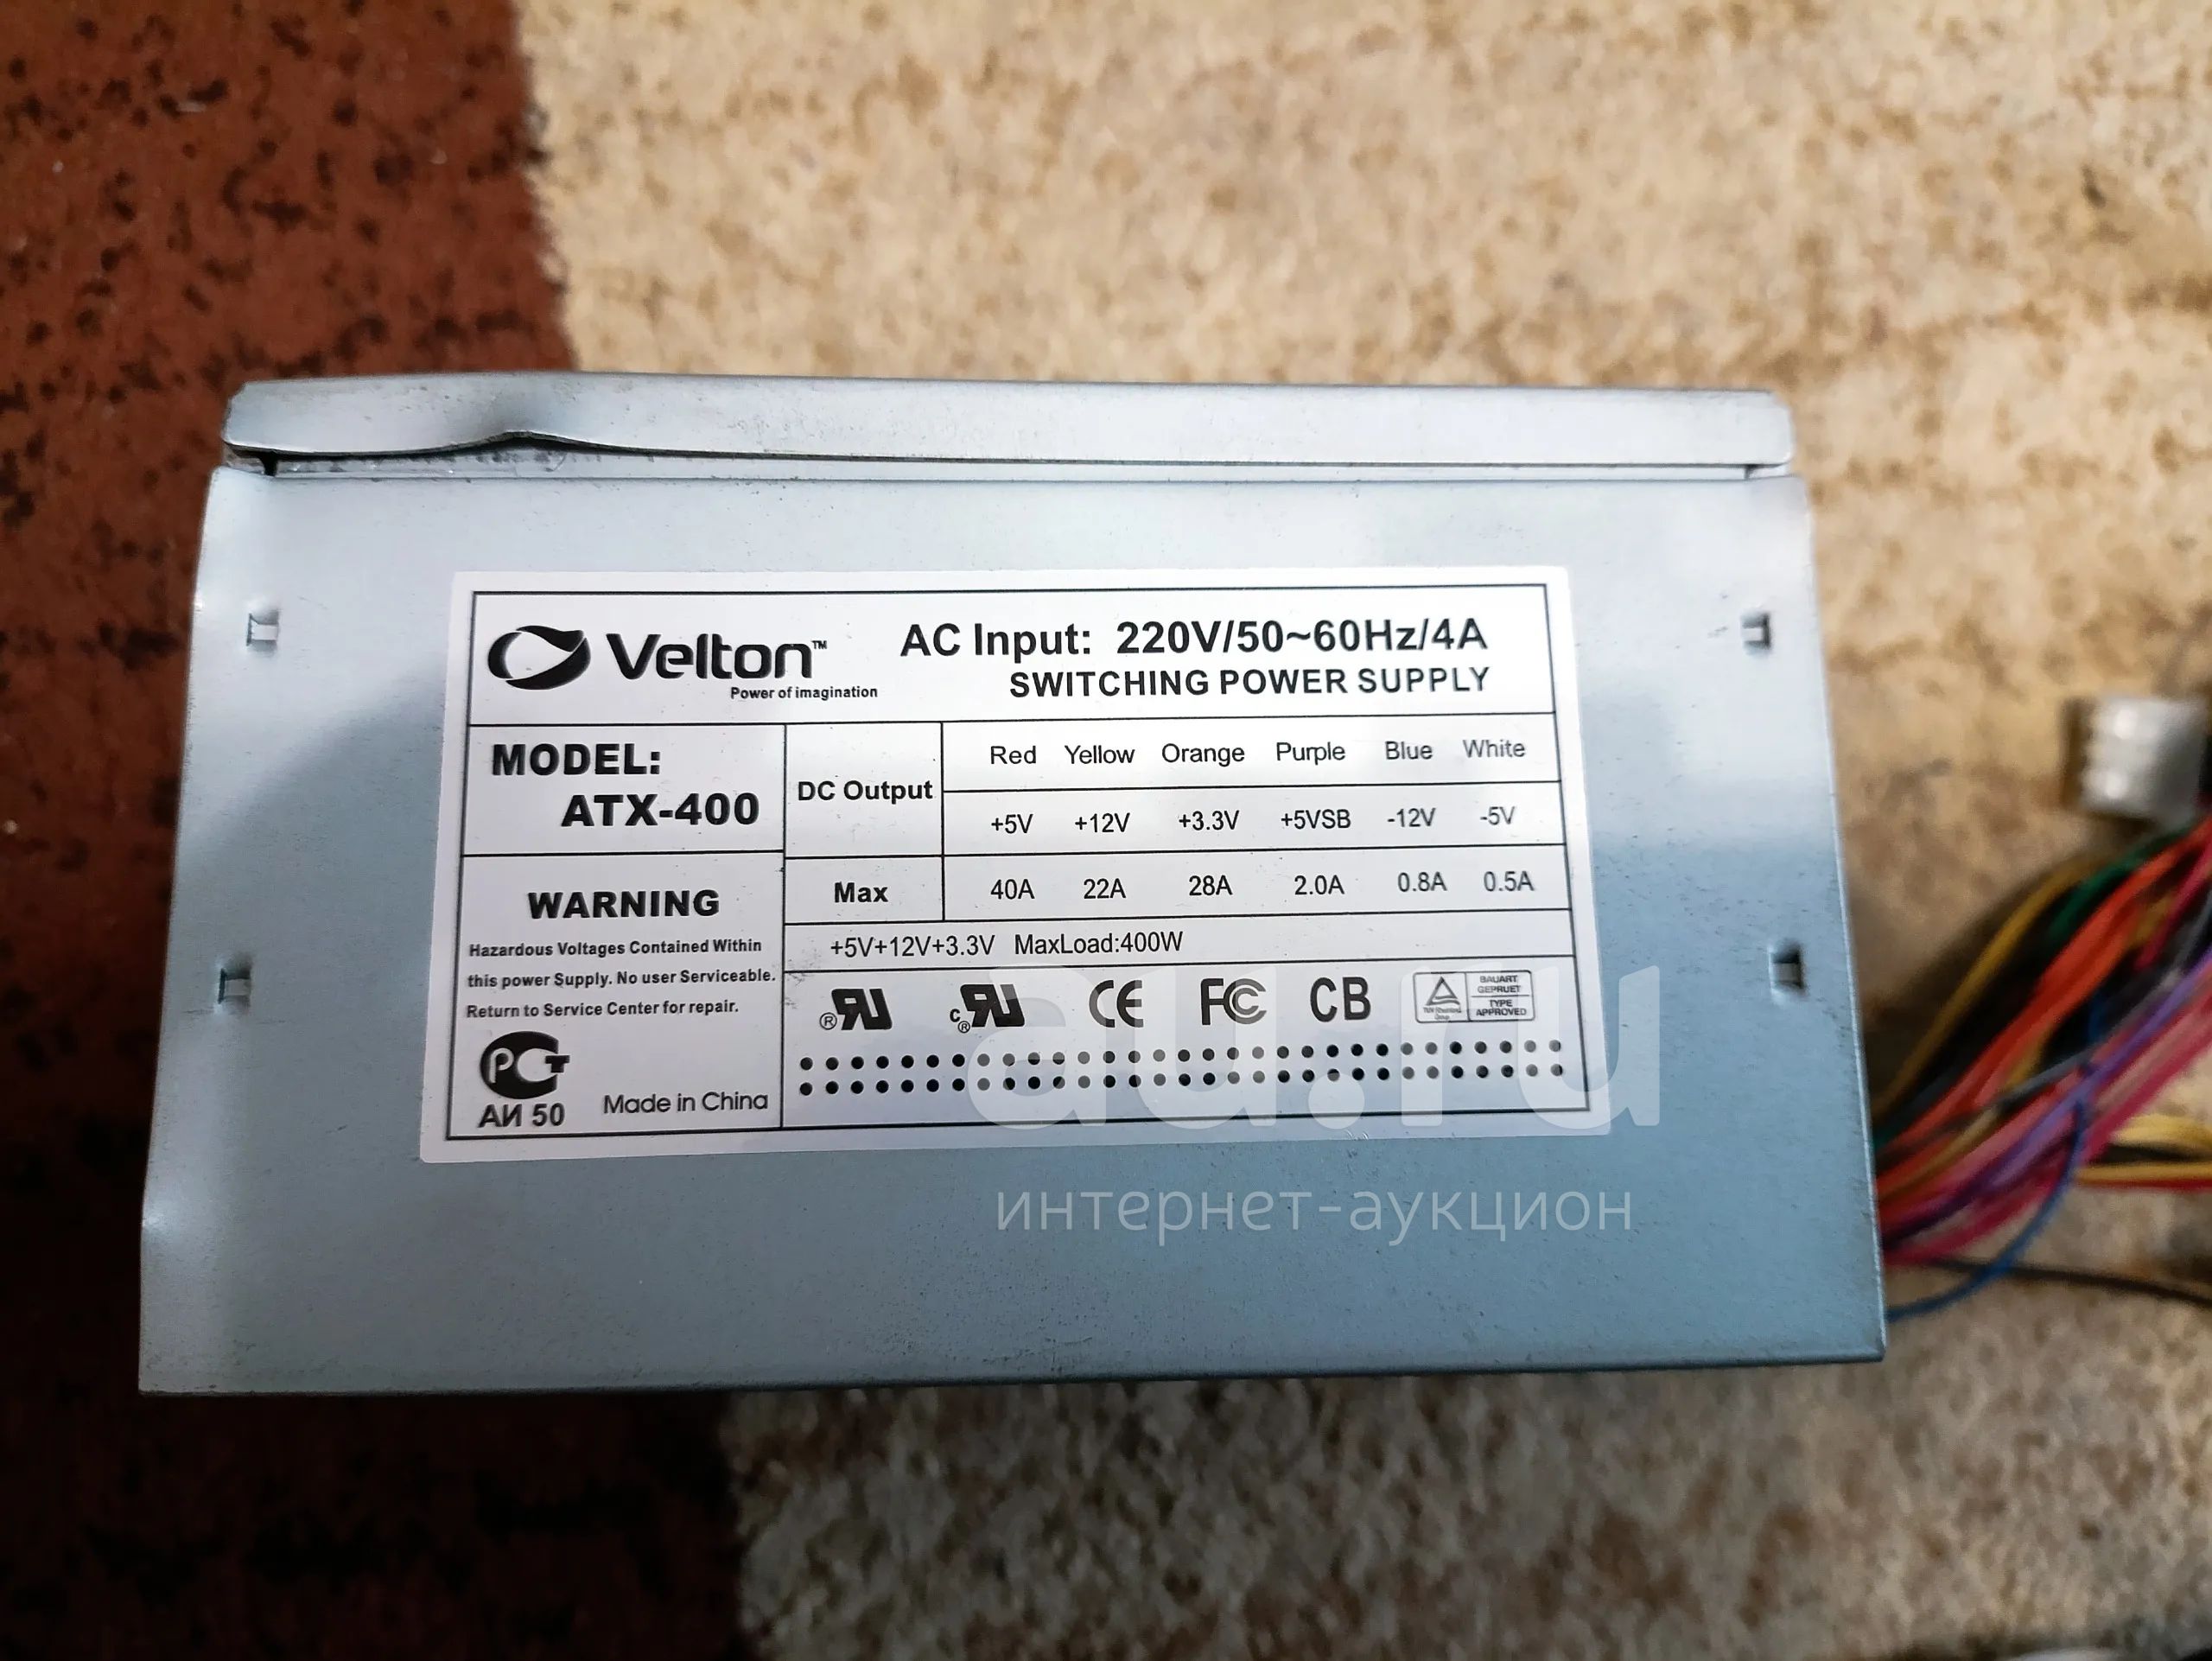 Velton™
Power of imagination
AC Input: 220V/50~60Hz/4A
SWITCHING POWER SUPPLY
MODEL:
ATX-400
DC Output
Red Yellow Orange Purple Blue White
+5V +12V +3.3V +5VSB -12V -5V
Max 40A 22A 28A 2.0A 0.8A 0.5A
+5V+12V+3.3V MaxLoad:400W
WARNING
Hazardous Voltages Contained Within
this power Supply. No user Serviceable.
Return to Service Center for repair.
РСТ
АИ 50
Made in China
c
CE FC CB
BAUART
GEPRUFT
TYPE
APPROVED
au.ru
интернет-аукцион